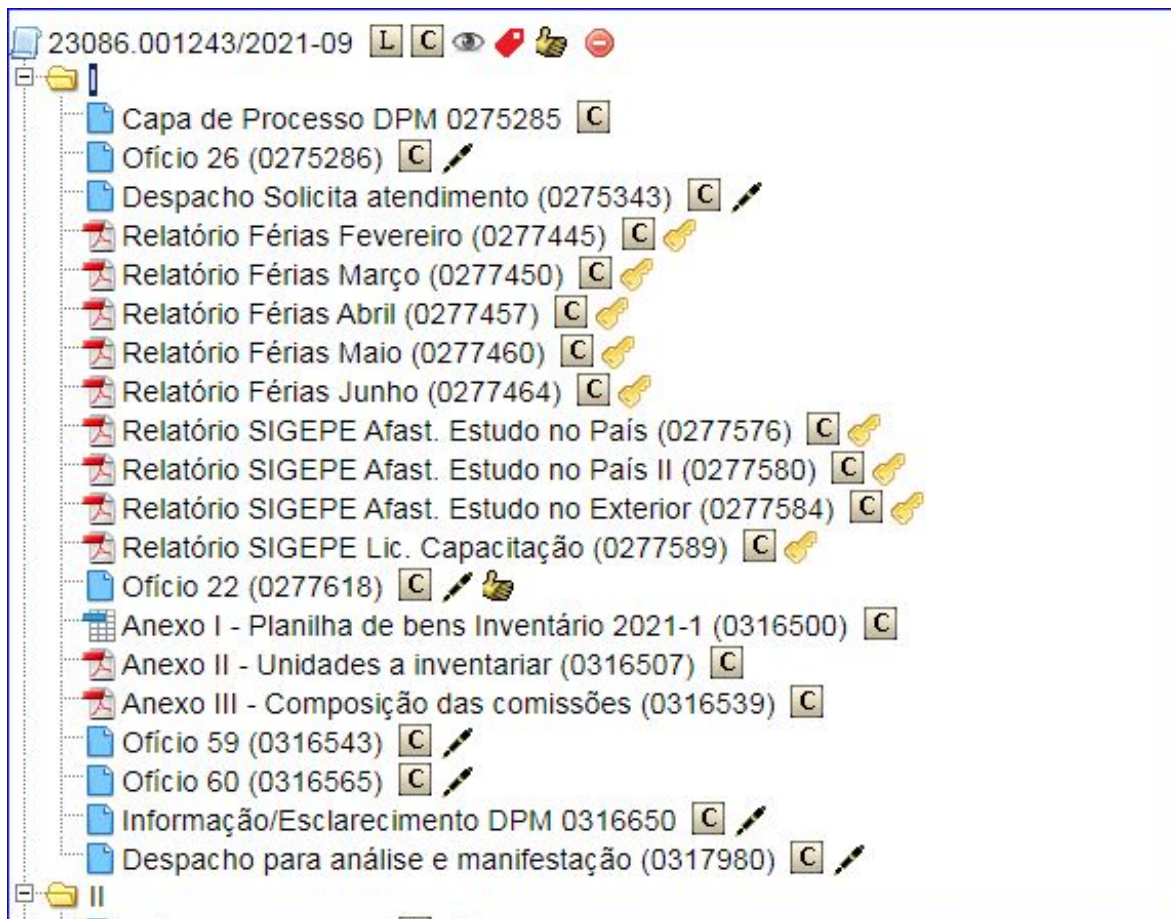 23086.001243/2021-09 L C
I
Capa de Processo DPM 0275285 C
Ofício 26 (0275286) C
Despacho Solicita atendimento (0275343) C
Relatório Férias Fevereiro (0277445) C
Relatório Férias Março (0277450) C
Relatório Férias Abril (0277457) C
Relatório Férias Maio (0277460) C
Relatório Férias Junho (0277464) C
Relatório SIGEPE Afast. Estudo no País (0277576) C
Relatório SIGEPE Afast. Estudo no País II (0277580) C
Relatório SIGEPE Afast. Estudo no Exterior (0277584) C
Relatório SIGEPE Lic. Capacitação (0277589) C
Ofício 22 (0277618) C
Anexo I - Planilha de bens Inventário 2021-1 (0316500) C
Anexo II - Unidades a inventariar (0316507) C
Anexo III - Composição das comissões (0316539) C
Ofício 59 (0316543) C
Ofício 60 (0316565) C
Informação/Esclarecimento DPM 0316650 C
Despacho para análise e manifestação (0317980) C
II